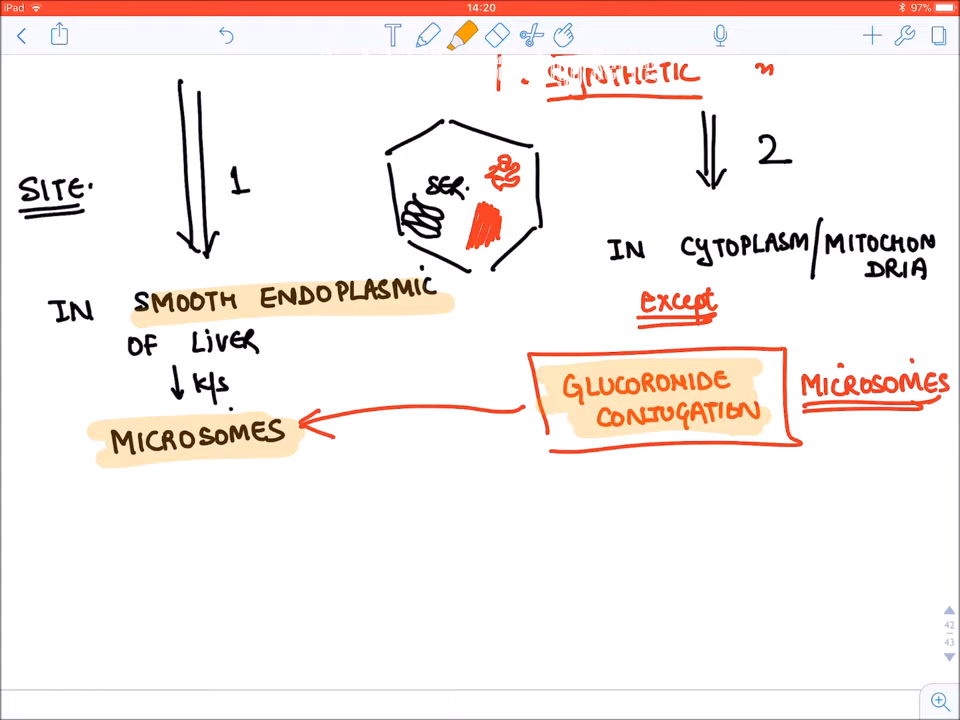 iPad
14:20
97%
T
SYNTHETIC "
SITE.
1
SER.
2
IN CYTOPLASM/MITOCHON
DRIA
IN SMOOTH ENDOPLASMIC
OF LIVER
k/s
MICROSOMES
except
GLUCORONIDE
CONJUGATION
MICROSOMES
42
43